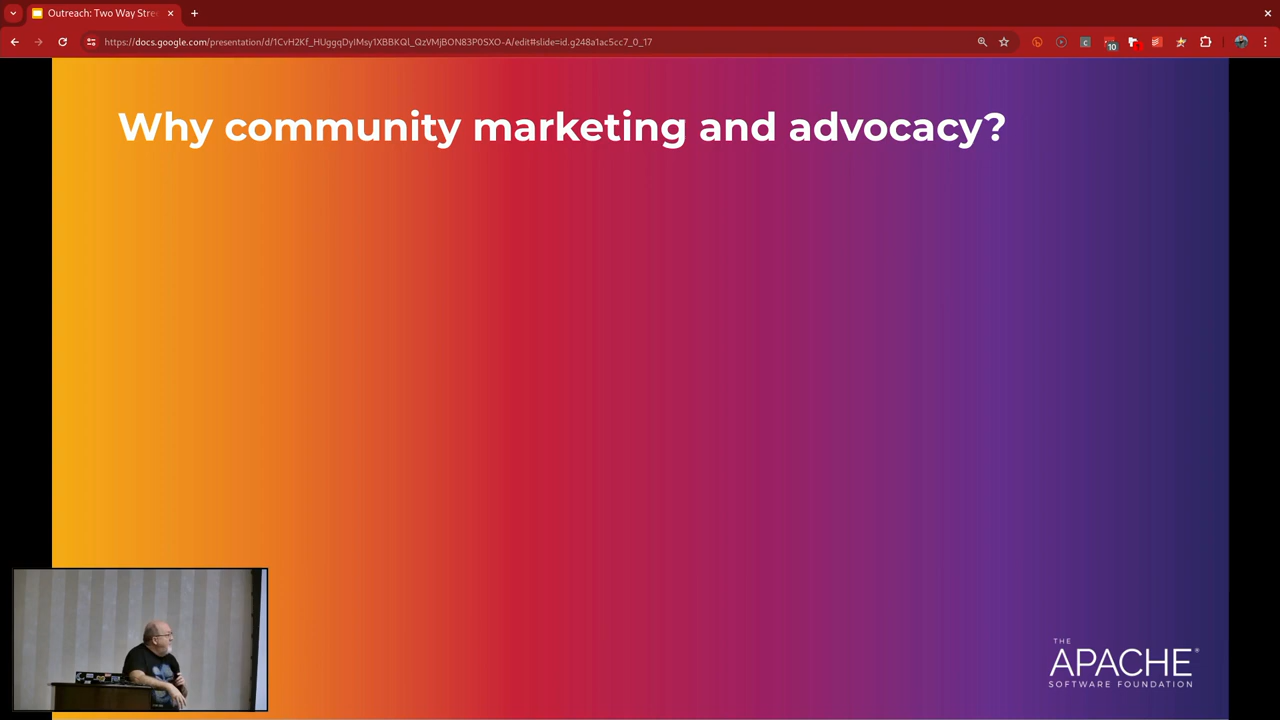 Outreach: Two Way Stre
https://docs.google.com/presentation/d/1CvH2Kf_HUggqDyIMsy1XBBKQl_QzVMjBON83P0SXO-A/edit#slide=id.g248a1ac5cc7_0_17
10
Why community marketing and advocacy?
THE
APACHE®
SOFTWARE FOUNDATION